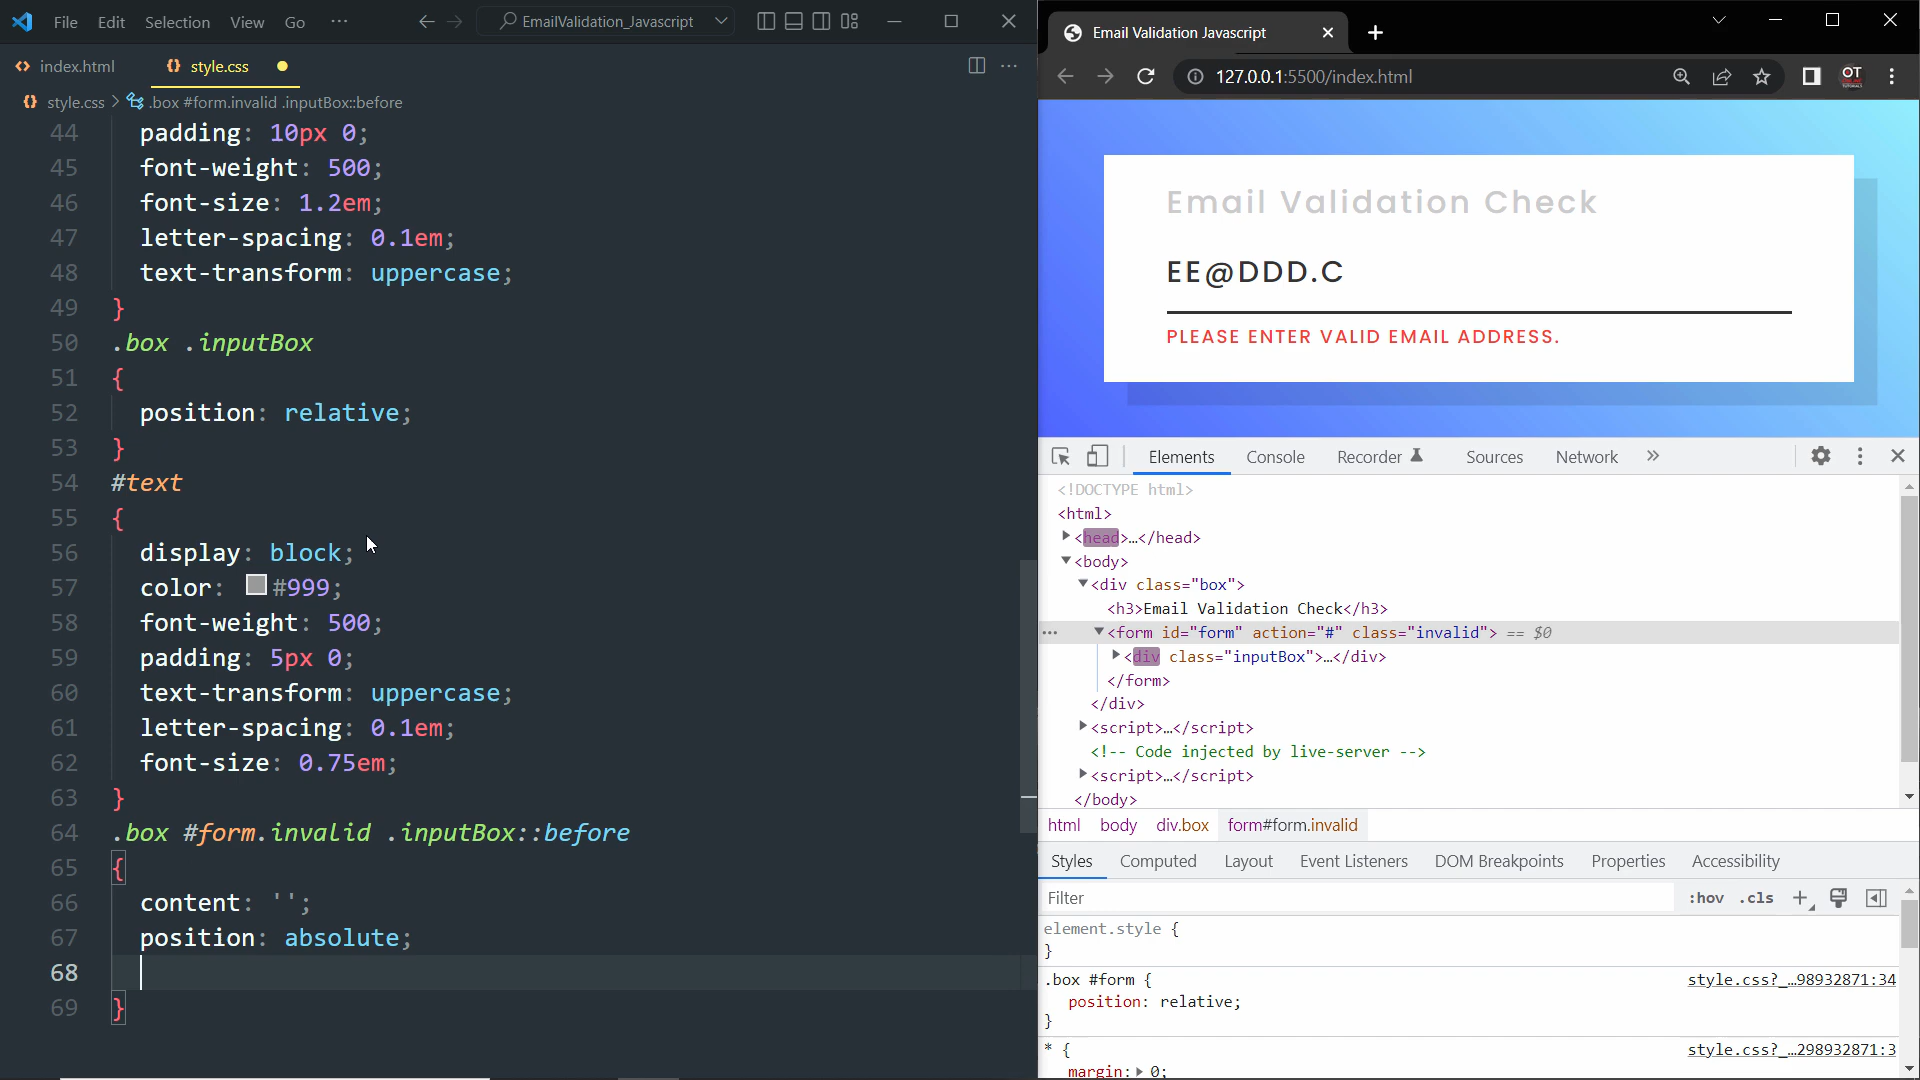 File Edit Selection View Go ··· EmailValidation_Javascript
index.html style.css
style.css > .box #form.invalid .inputBox::before
44 padding: 10px 0;
45 font-weight: 500;
46 font-size: 1.2em;
47 letter-spacing: 0.1em;
48 text-transform: uppercase;
49 }
50 .box .inputBox
51 {
52 position: relative;
53 }
54 #text
55 {
56 display: block;
57 color: #999;
58 font-weight: 500;
59 padding: 5px 0;
60 text-transform: uppercase;
61 letter-spacing: 0.1em;
62 font-size: 0.75em;
63 }
64 .box #form.invalid .inputBox::before
65 {
66 content: '';
67 position: absolute;
68
69 }
Email Validation Javascript
127.0.0.1:5500/index.html
OT
Email Validation Check
EE@DDD.C
PLEASE ENTER VALID EMAIL ADDRESS.
Elements Console Recorder Sources Network »
<!DOCTYPE html>
<html>
<head>…</head>
<body>
<div class="box">
<h3>Email Validation Check</h3>
<form id="form" action="#" class="invalid"> == $0
<div class="inputBox">…</div>
</form>
</div>
<script>…</script>
<!-- Code injected by live-server -->
<script>…</script>
</body>
html body div.box form#form.invalid
Styles Computed Layout Event Listeners DOM Breakpoints Properties Accessibility
Filter :hov .cls
element.style {
}
.box #form { style.css?_…98932871:34
position: relative;
}
* { style.css?_…298932871:3
margin: 0;